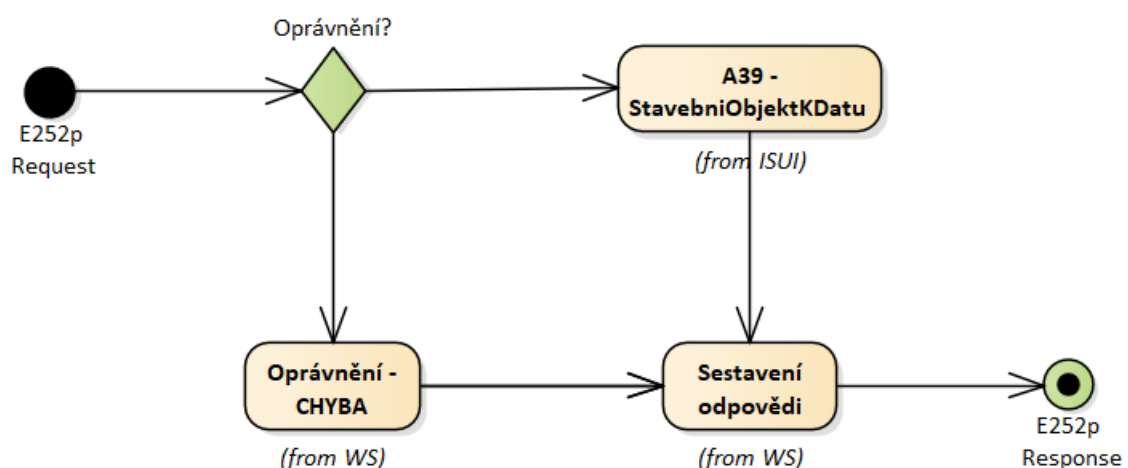 Oprávnění?
E252p
Request
A39 -
StavebniObjektKDatu
(from ISUI)
Oprávnění -
CHYBA
(from WS)
Sestavení
odpovědi
(from WS)
E252p
Response